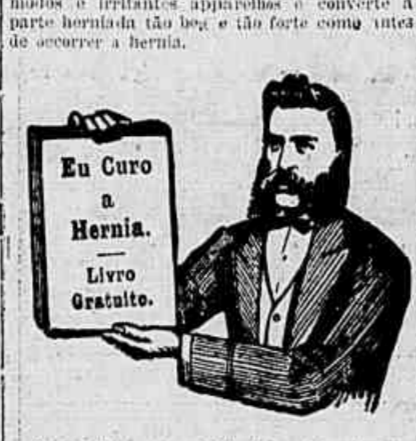 modos e irritantes apparelhos e converte a
parte herniada tão boa e tão forte como antes
de occorrer a hernia.
Eu Curo
a
Hernia.
Livro
Gratuito.